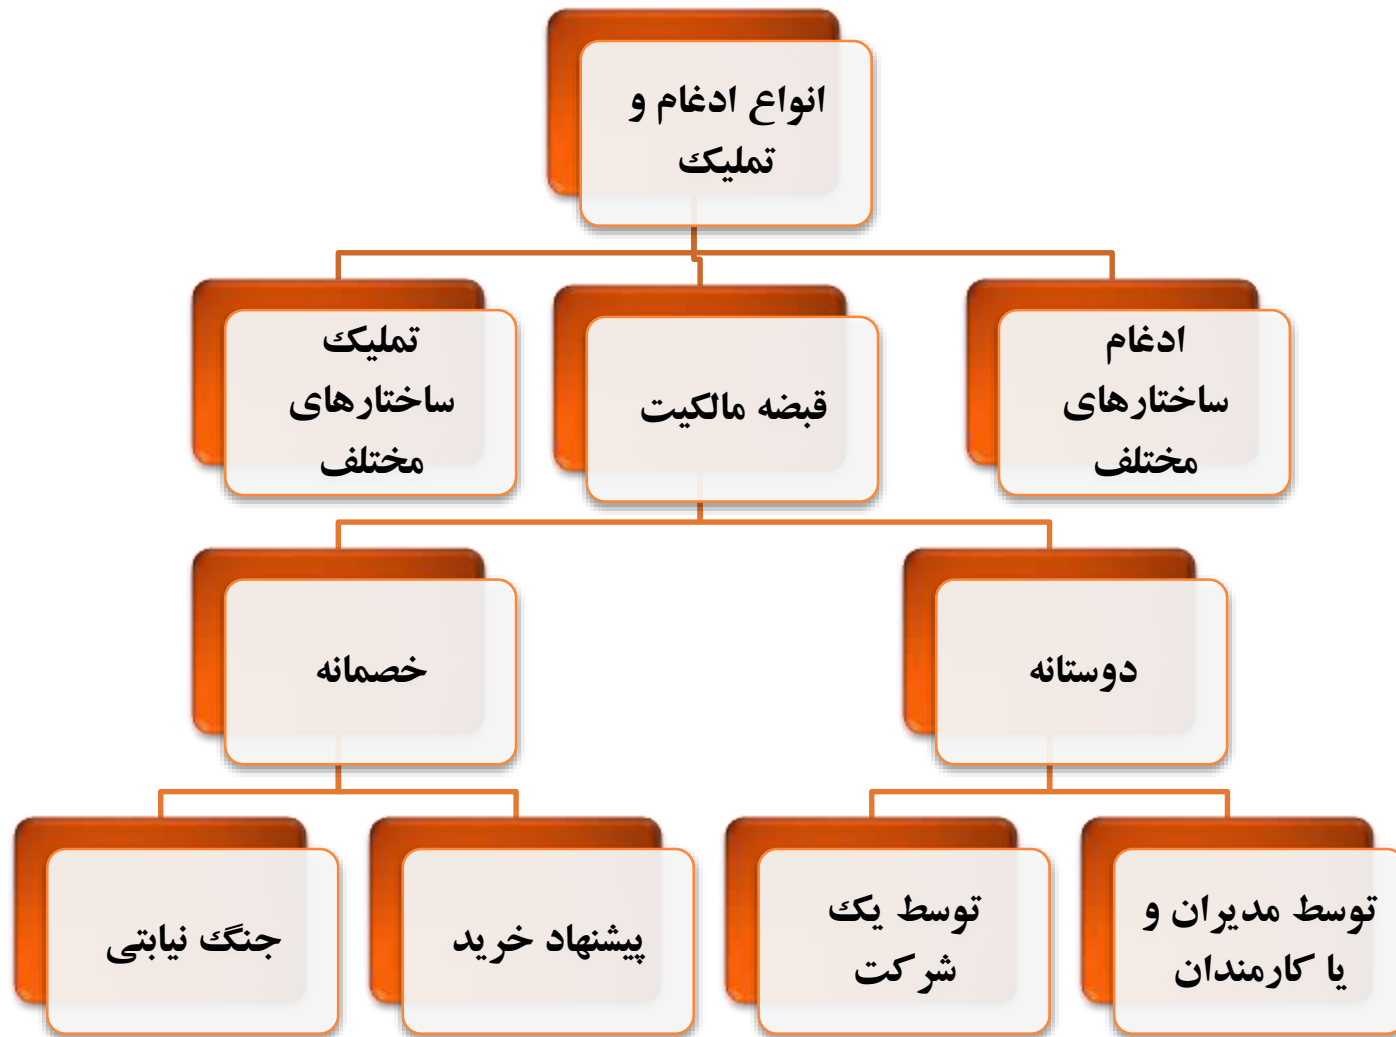 انواع ادغام و
تملیک
ادغام
ساختارهای
مختلف
قبضه مالکیت
تملیک
ساختارهای
مختلف
دوستانه
خصمانه
توسط مدیران و
یا کارمندان
توسط یک
شرکت
پیشنهاد خرید
جنگ نیابتی